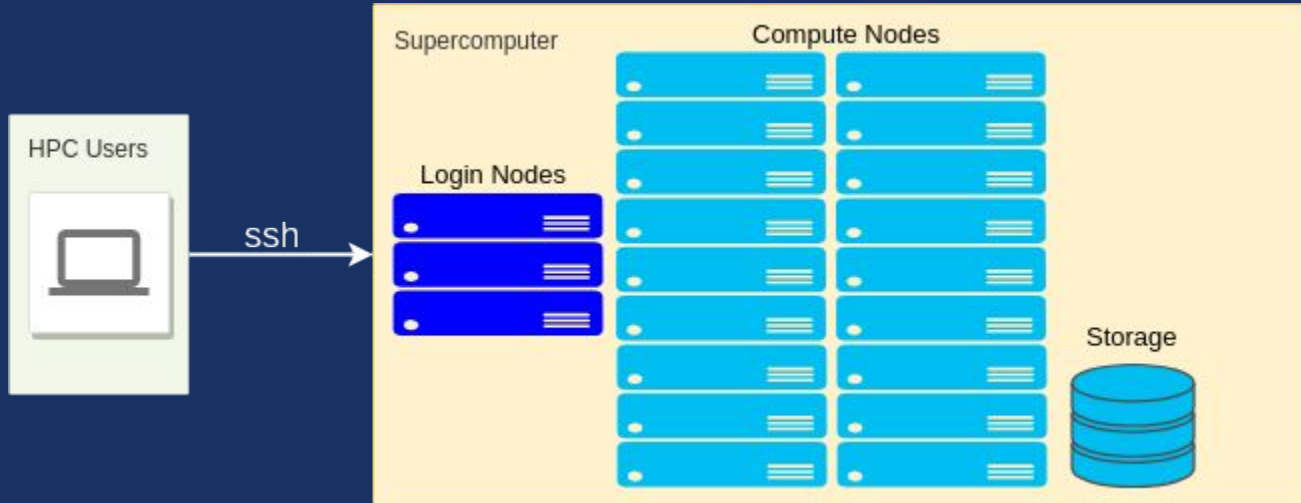 Supercomputer
Compute Nodes
HPC Users
Login Nodes
ssh
Storage